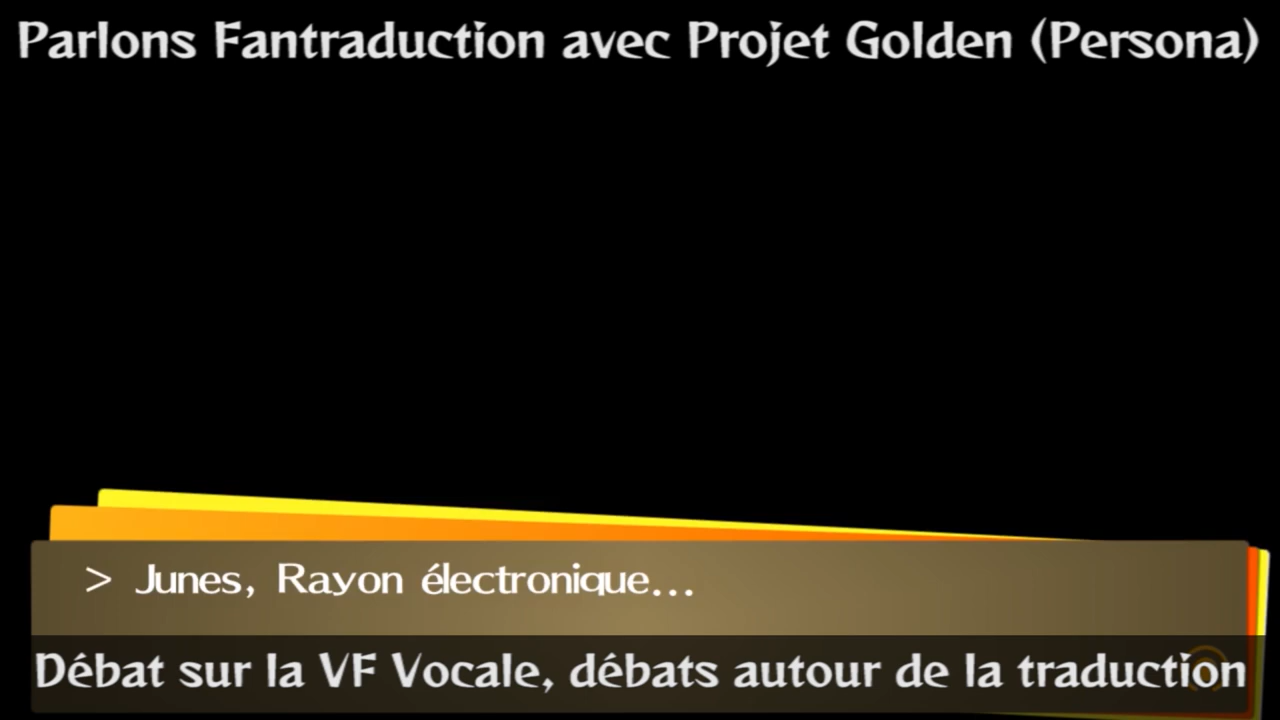 Parlons Fantraduction avec Projet Golden (Persona)
> Junes, Rayon électronique...
Débat sur la VF Vocale, débats autour de la traduction